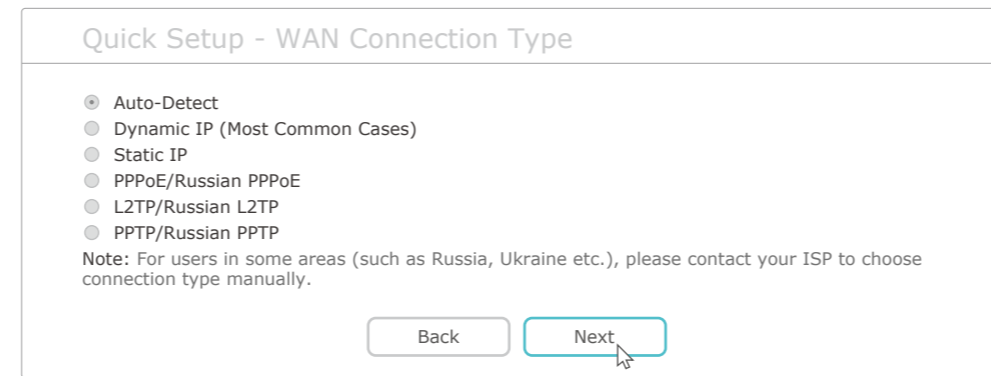 Quick Setup - WAN Connection Type
Auto-Detect
Dynamic IP (Most Common Cases)
Static IP
PPPoE/Russian PPPoE
L2TP/Russian L2TP
PPTP/Russian PPTP
Note: For users in some areas (such as Russia, Ukraine etc.), please contact your ISP to choose
connection type manually.
Back
Next